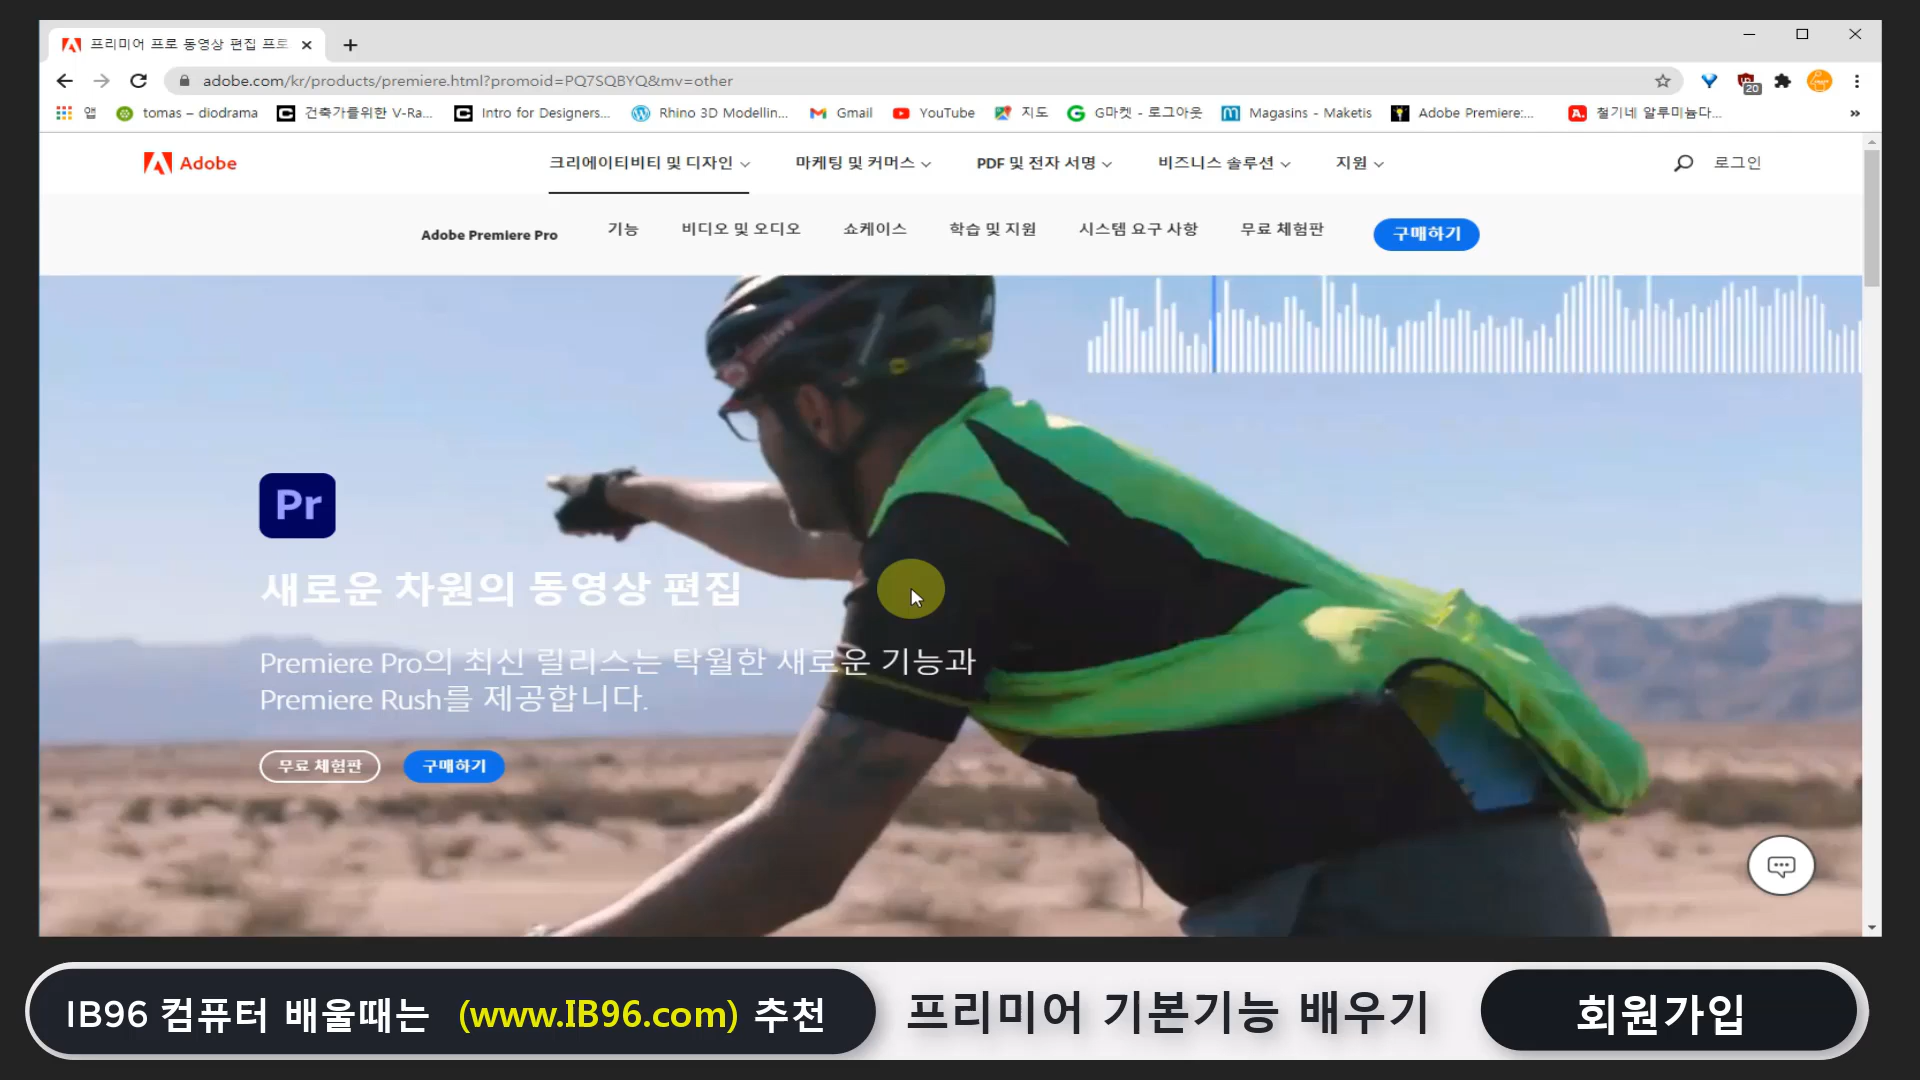 프리미어 프로 동영상 편집 프로
adobe.com/kr/products/premiere.html?promoid=PQ7SQBYQ&mv=other
20
앱
tomas – diodrama
건축가를위한 V-Ra...
Intro for Designers...
Rhino 3D Modellin...
Gmail
YouTube
지도
G마켓 - 로그아웃
Magasins - Maketis
Adobe Premiere:...
철기네 알루미늄다...
»
Adobe
크리에이티비티 및 디자인
마케팅 및 커머스
PDF 및 전자 서명
비즈니스 솔루션
지원
로그인
Adobe Premiere Pro
기능
비디오 및 오디오
쇼케이스
학습 및 지원
시스템 요구 사항
무료 체험판
구매하기
Pr
새로운 차원의 동영상 편집
Premiere Pro의 최신 릴리스는 탁월한 새로운 기능과
Premiere Rush를 제공합니다.
무료 체험판
구매하기
IB96 컴퓨터 배울때는 (www.IB96.com) 추천
프리미어 기본기능 배우기
회원가입